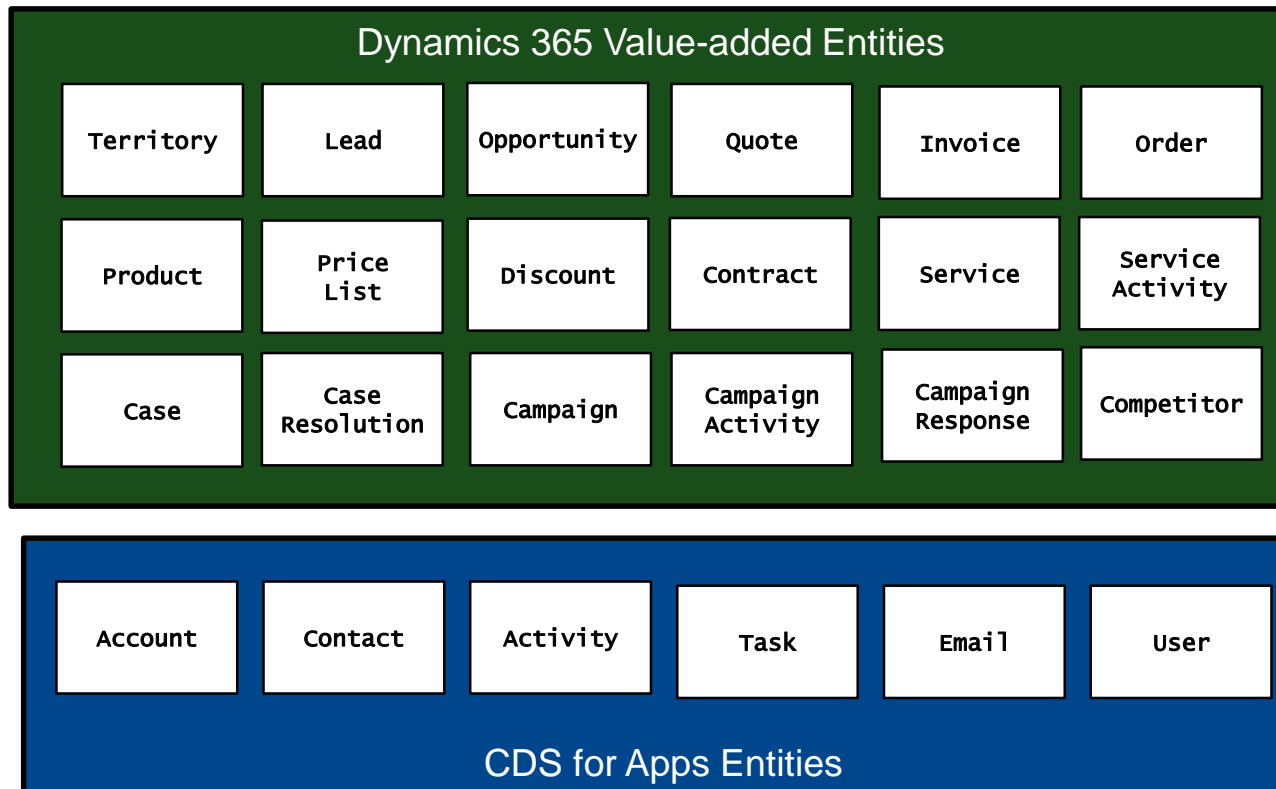 Dynamics 365 Value-added Entities
Territory
Lead
Opportunity
Quote
Invoice
Order
Product
Price
List
Discount
Contract
Service
Service
Activity
Case
Case
Resolution
Campaign
Campaign
Activity
Campaign
Response
Competitor
Account
Contact
Activity
Task
Email
User
CDS for Apps Entities